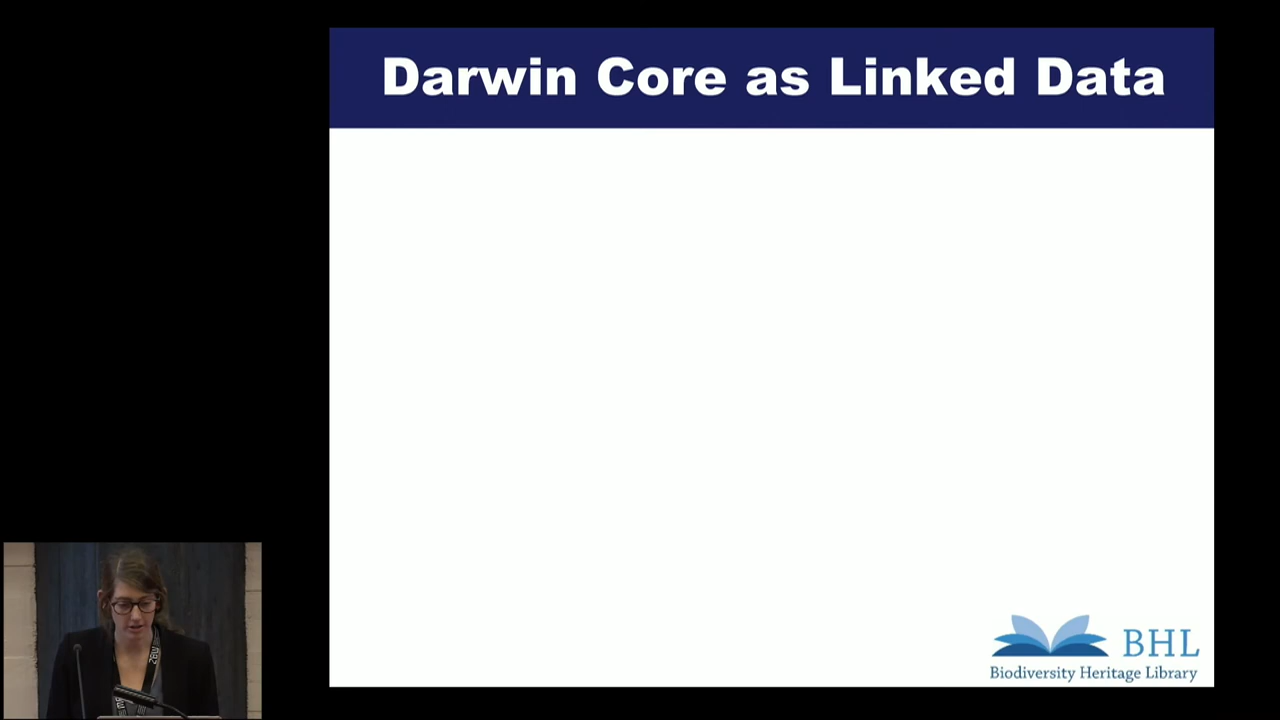 Darwin Core as Linked Data
BHL
Biodiversity Heritage Library